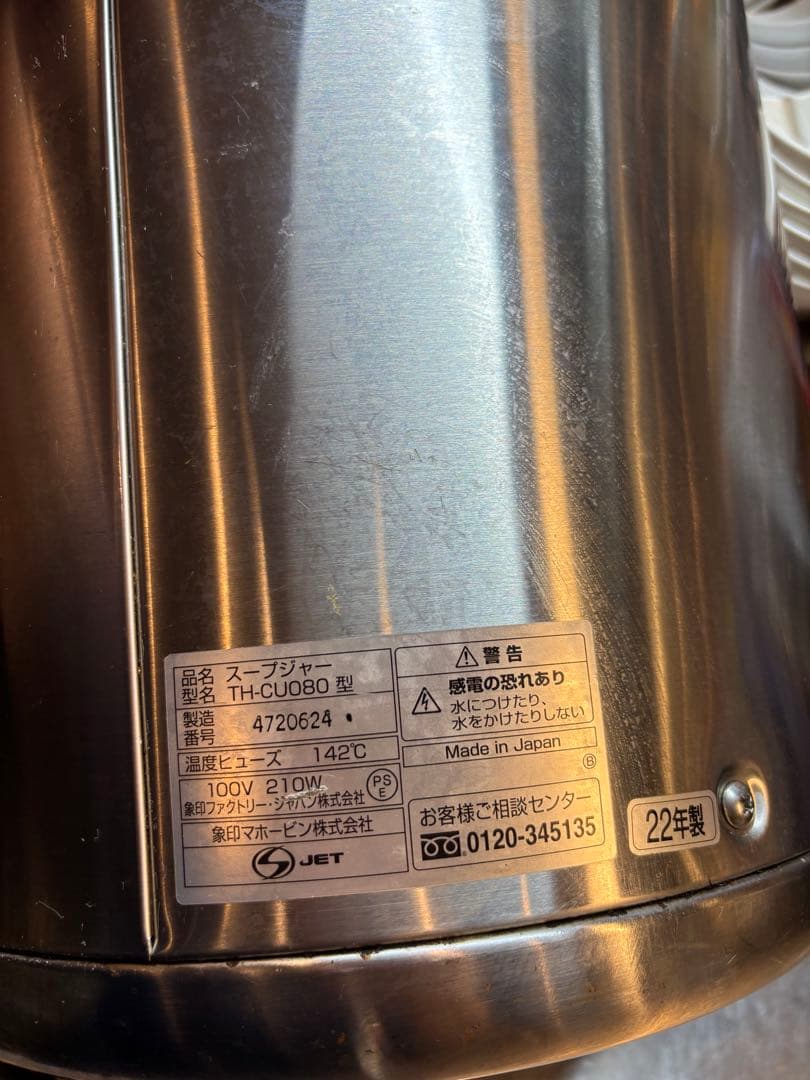 品名 スープジャー
型名 TH-CU080 型
製造番号 4720624
温度ヒューズ 142℃
100V 210W
PSE
象印ファクトリー・ジャパン株式会社
象印マホービン株式会社
JET
警告
感電の恐れあり
水につけたり、
水をかけたりしない
Made in Japan
Ⓑ
お客様ご相談センター
0120-345135
22年製